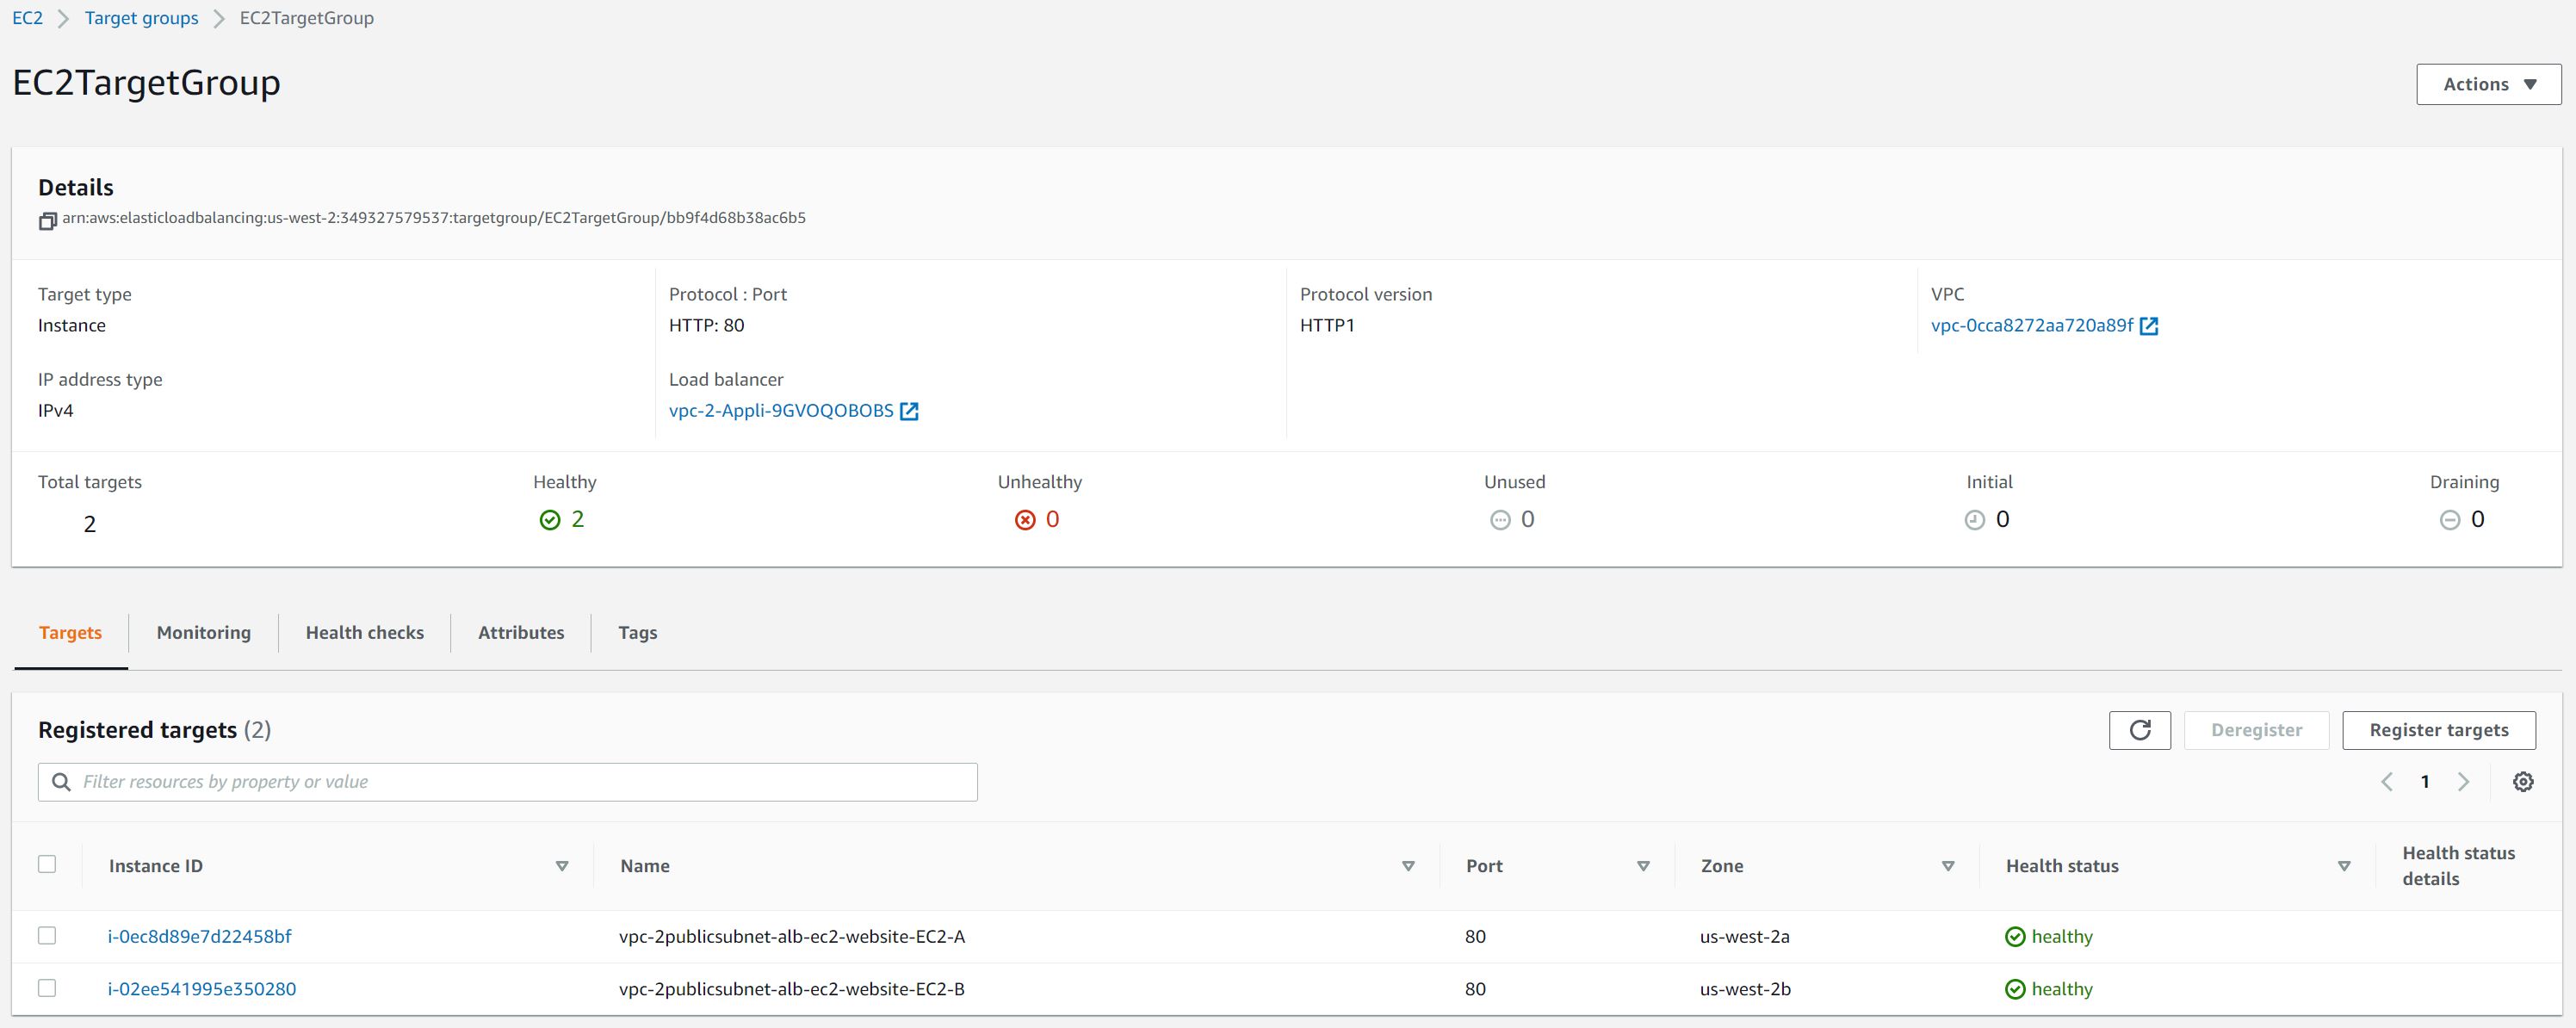 EC2 Target groups EC2TargetGroup
EC2TargetGroup
Actions
Details
arn:aws:elasticloadbalancing:us-west-2:349327579537:targetgroup/EC2TargetGroup/bb9f4d68b38ac6b5
Target type
Instance
Protocol : Port
HTTP: 80
Protocol version
HTTP1
VPC
vpc-0cca8272aa720a89f
IP address type
IPv4
Load balancer
vpc-2-Appli-9GVOQOBOBS
Total targets
2
Healthy
2
Unhealthy
0
Unused
0
Initial
0
Draining
0
Targets Monitoring Health checks Attributes Tags
Registered targets (2)
Deregister Register targets
Filter resources by property or value
1
Instance ID Name Port Zone Health status Health status details
i-0ec8d89e7d22458bf vpc-2publicsubnet-alb-ec2-website-EC2-A 80 us-west-2a healthy
i-02ee541995e350280 vpc-2publicsubnet-alb-ec2-website-EC2-B 80 us-west-2b healthy